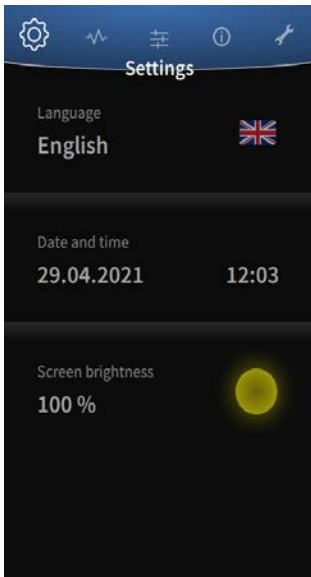 Settings
Language
English
Date and time
29.04.2021 12:03
Screen brightness
100 %